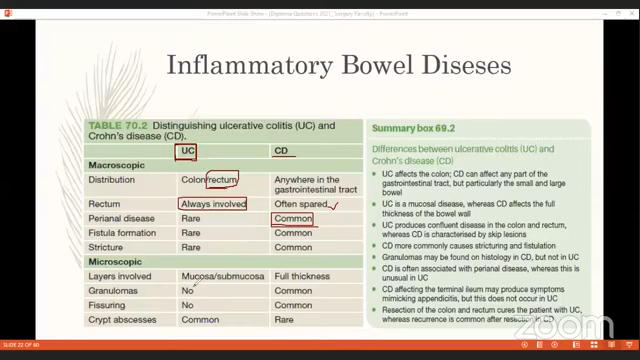 PowerPoint Slide Show - [Diploma Questions 2021_Surgery Faculty] - PowerPoint
Inflammatory Bowel Diseses
TABLE 70.2 Distinguishing ulcerative colitis (UC) and
Crohn's disease (CD).
UC CD
Macroscopic
Distribution Colon/rectum Anywhere in the
gastrointestinal tract
Rectum Always involved Often spared
Perianal disease Rare Common
Fistula formation Rare Common
Stricture Rare Common
Microscopic
Layers involved Mucosa/submucosa Full thickness
Granulomas No Common
Fissuring No Common
Crypt abscesses Common Rare
Summary box 69.2
Differences between ulcerative colitis (UC) and
Crohn's disease (CD)
UC affects the colon; CD can affect any part of the
gastrointestinal tract, but particularly the small and large
bowel
UC is a mucosal disease, whereas CD affects the full
thickness of the bowel wall
UC produces confluent disease in the colon and rectum,
whereas CD is characterised by skip lesions
CD more commonly causes stricturing and fistulation
Granulomas may be found on histology in CD, but not in UC
CD is often associated with perianal disease, whereas this is
unusual in UC
CD affecting the terminal ileum may produce symptoms
mimicking appendicitis, but this does not occur in UC
Resection of the colon and rectum cures the patient with UC,
whereas recurrence is common after resection in CD
zoom
SLIDE 22 OF 60